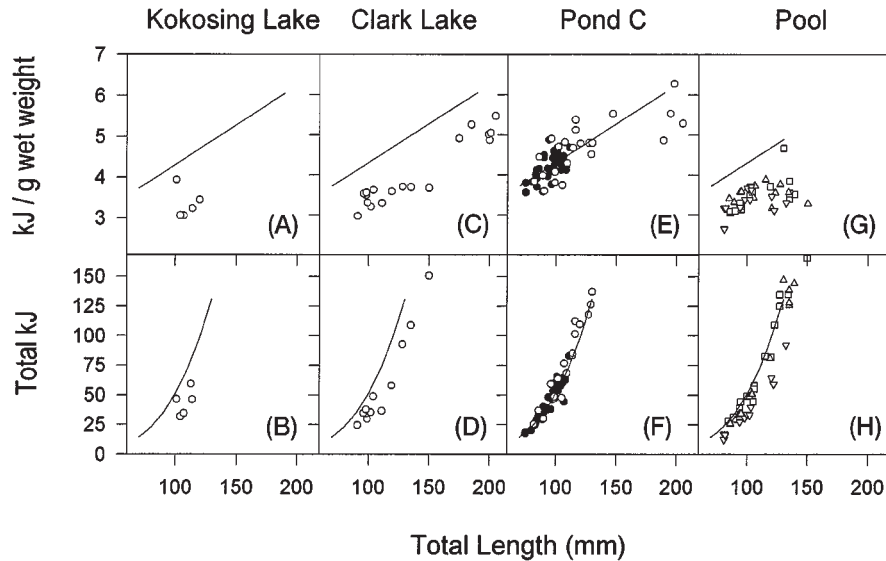 Kokosing Lake Clark Lake Pond C Pool
kJ / g wet weight
7
6
5
4
3
(A) (C) (E) (G)
Total kJ
150
125
100
75
50
25
0
(B) (D) (F) (H)
100 150 200 100 150 200 100 150 200 100 150 200
Total Length (mm)